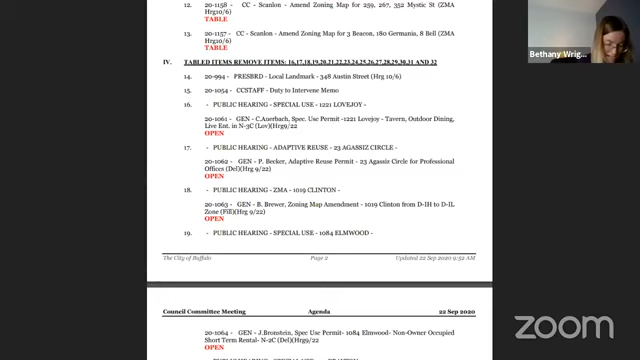 12. 20-1158 - CC - Scanlon - Amend Zoning Map for 259, 267, 352 Mystic St (ZMA
Hrg10/6)
TABLE
13. 20-1157 - CC - Scanlon - Amend Zoning Map for 3 Beacon, 180 Germania, 8 Bell (ZMA
Hrg10/6)
TABLE
IV. TABLED ITEMS REMOVE ITEMS: 16,17,18,19,20,21,22,23,24,25,26,27,28,29,30,31 AND 32
14. 20-994 - PRESBRD - Local Landmark - 348 Austin Street (Hrg 10/6)
15. 20-1054 - CCSTAFF - Duty to Intervene Memo
16. - PUBLIC HEARING - SPECIAL USE - 1221 LOVEJOY -
20-1061 - GEN - C,Auerbach, Spec. Use Permit -1221 Lovejoy - Tavern, Outdoor Dining,
Live Ent. in N-3C (Lov)(Hrg9/22
OPEN
17. - PUBLIC HEARING - ADAPTIVE REUSE - 23 AGASSIZ CIRCLE -
20-1062 - GEN - P. Becker, Adaptive Reuse Permit - 23 Agassiz Circle for Professional
Offices (Del)(Hrg 9/22)
OPEN
18. - PUBLIC HEARING - ZMA - 1019 CLINTON -
20-1063 - GEN - B. Brewer, Zoning Map Amendment - 1019 Clinton from D-IH to D-IL
Zone (Fill)(Hrg 9/22)
OPEN
19. - PUBLIC HEARING - SPECIAL USE - 1084 ELMWOOD -
The City of Buffalo Page 2 Updated 22 Sep 2020 9:52 AM
Council Committee Meeting Agenda 22 Sep 2020
20-1064 - GEN - J.Bronstein, Spec Use Permit- 1084 Elmwood- Non-Owner Occupied
Short Term Rental- N-2C (Del)(Hrg9/22)
OPEN
Bethany Wrig...
zoom